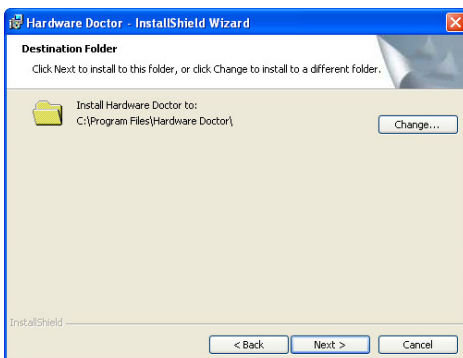 Hardware Doctor - InstallShield Wizard
Destination Folder
Click Next to install to this folder, or click Change to install to a different folder.
Install Hardware Doctor to:
C:\Program Files\Hardware Doctor\
Change...
InstallShield
< Back
Next >
Cancel